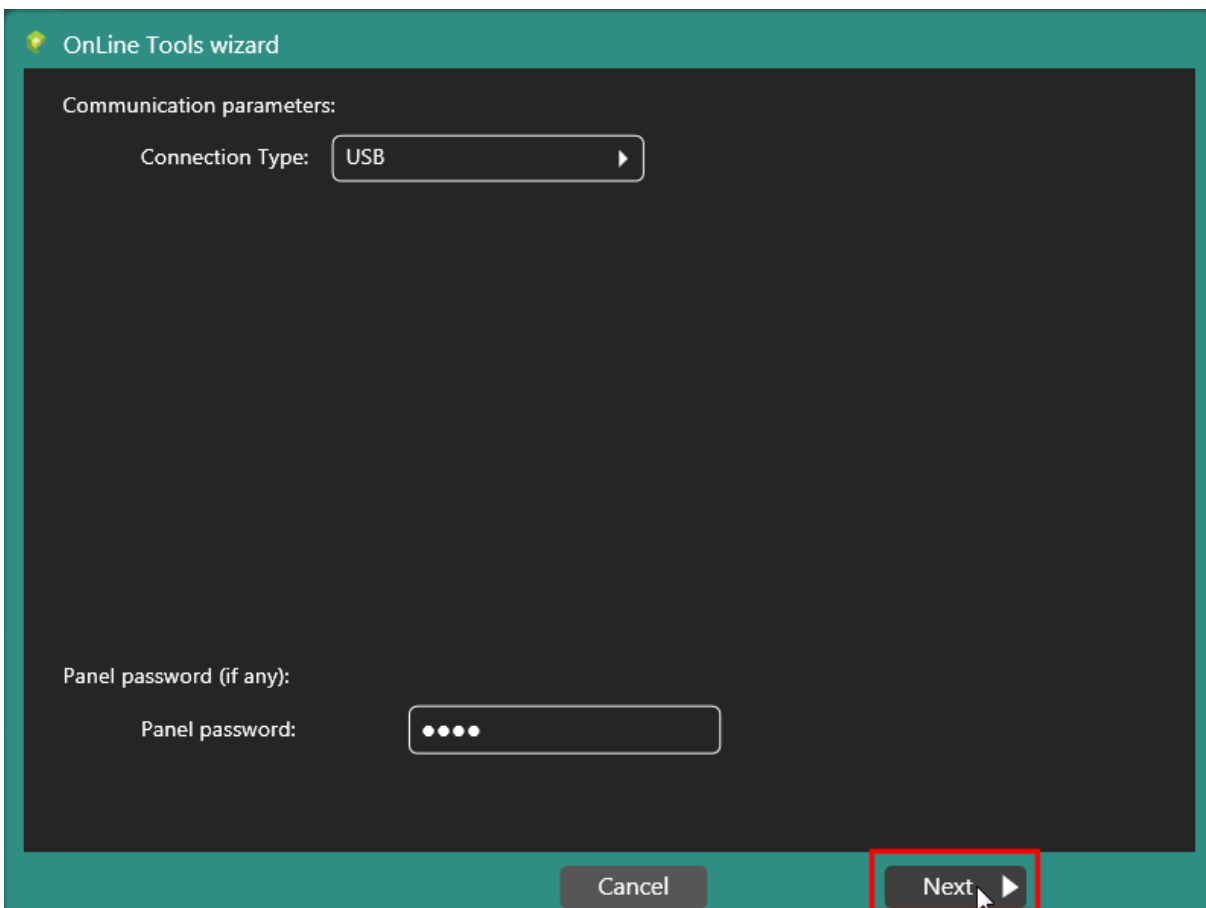 OnLine Tools wizard
Communication parameters:
Connection Type: USB
Panel password (if any):
Panel password: ••••
Cancel Next